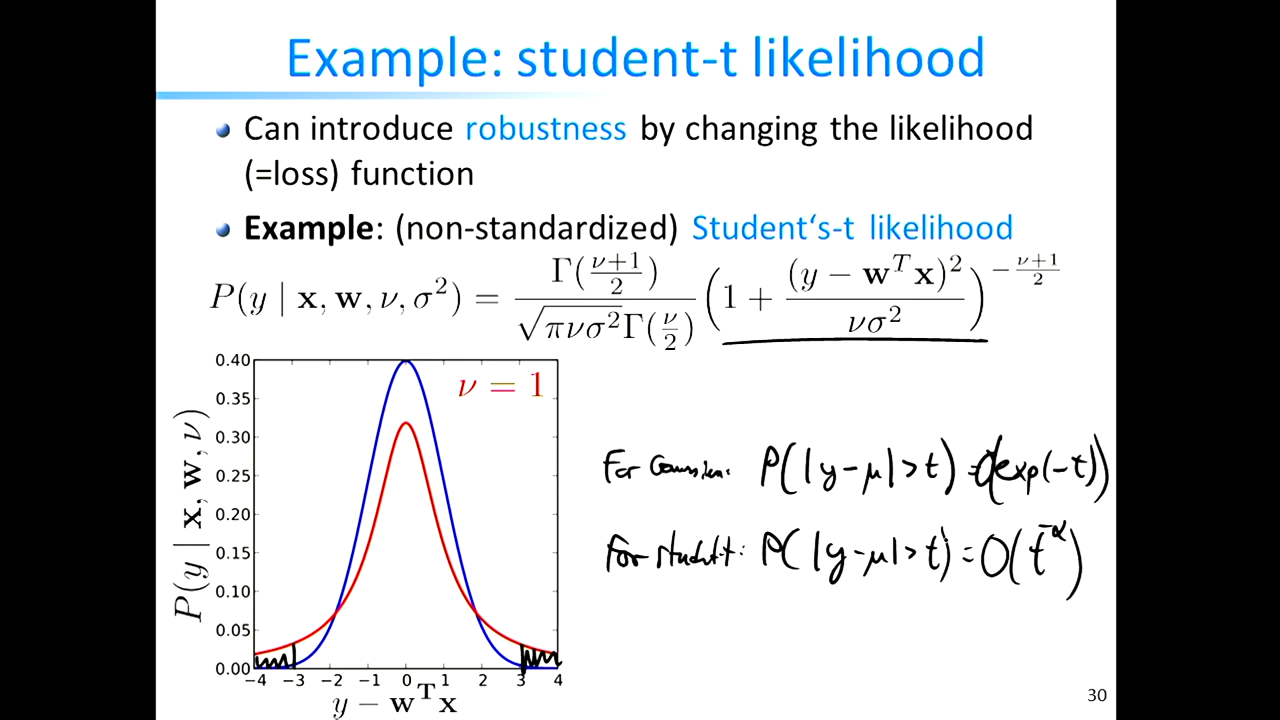 Example: student-t likelihood
Can introduce robustness by changing the likelihood
(=loss) function
Example: (non-standardized) Student‘s-t likelihood
P(y | x, w, ν, σ²) = Γ((ν+1)/2) / (√(πνσ²) Γ(ν/2)) (1 + (y − wᵀx)² / (νσ²))^(−(ν+1)/2)
ν = 1
P(y | x, w, ν)
0.40
0.35
0.30
0.25
0.20
0.15
0.10
0.05
0.00
−4 −3 −2 −1 0 1 2 3 4
y − wᵀx
For Gaussian: P(|y-μ|>t) = O(exp(-t))
For student-t: P(|y-μ|>t) = O(t^-α)
30